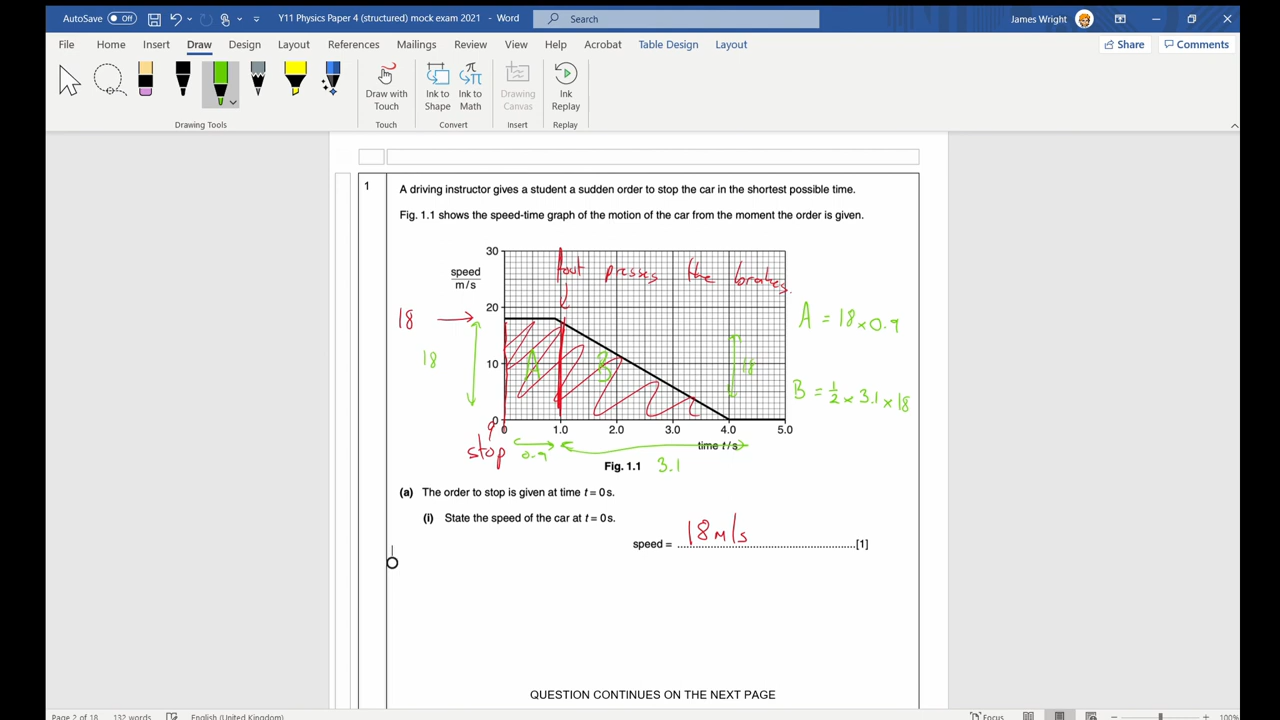 AutoSave Off Y11 Physics Paper 4 (structured) mock exam 2021 - Word Search James Wright
File Home Insert Draw Design Layout References Mailings Review View Help Acrobat Table Design Layout Share Comments
Draw with Touch
Ink to Shape
Ink to Math
Drawing Canvas
Ink Replay
Drawing Tools Touch Convert Insert Replay
1 A driving instructor gives a student a sudden order to stop the car in the shortest possible time.
Fig. 1.1 shows the speed-time graph of the motion of the car from the moment the order is given.
30
speed
m/s
foot presses the brakes.
20
18
18
A = 18 × 0.9
10
A
B
18
B = 1/2 × 3.1 × 18
0
0 1.0 2.0 3.0 4.0 5.0
stop
0.9
time t / s
Fig. 1.1
3.1
(a) The order to stop is given at time t = 0 s.
(i) State the speed of the car at t = 0 s.
speed = 18 m/s [1]
QUESTION CONTINUES ON THE NEXT PAGE
Page 2 of 18 132 words English (United Kingdom) Focus 100%